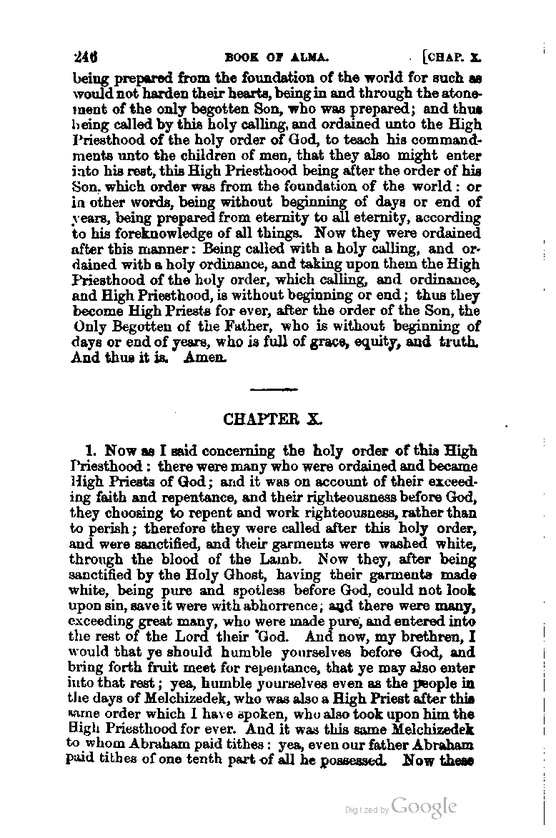 246 BOOK OF ALMA. [CHAP. X.
being prepared from the foundation of the world for such as
would not harden their hearts, being in and through the atone-
ment of the only begotten Son, who was prepared; and thus
being called by this holy calling, and ordained unto the High
Priesthood of the holy order of God, to teach his command-
ments unto the children of men, that they also might enter
into his rest, this High Priesthood being after the order of his
Son, which order was from the foundation of the world: or
in other words, being without beginning of days or end of
years, being prepared from eternity to all eternity, according
to his foreknowledge of all things. Now they were ordained
after this manner: Being called with a holy calling, and or-
dained with a holy ordinance, and taking upon them the High
Priesthood of the holy order, which calling, and ordinance,
and High Priesthood, is without beginning or end; thus they
become High Priests for ever, after the order of the Son, the
Only Begotten of the Father, who is without beginning of
days or end of years, who is full of grace, equity, and truth.
And thus it is. Amen.
CHAPTER X.
1. Now as I said concerning the holy order of this High
Priesthood: there were many who were ordained and became
High Priests of God; and it was on account of their exceed-
ing faith and repentance, and their righteousness before God,
they choosing to repent and work righteousness, rather than
to perish; therefore they were called after this holy order,
and were sanctified, and their garments were washed white,
through the blood of the Lamb. Now they, after being
sanctified by the Holy Ghost, having their garments made
white, being pure and spotless before God, could not look
upon sin, save it were with abhorrence; and there were many,
exceeding great many, who were made pure, and entered into
the rest of the Lord their God. And now, my brethren, I
would that ye should humble yourselves before God, and
bring forth fruit meet for repentance, that ye may also enter
into that rest; yea, humble yourselves even as the people in
the days of Melchizedek, who was also a High Priest after this
same order which I have spoken, who also took upon him the
High Priesthood for ever. And it was this same Melchizedek
to whom Abraham paid tithes: yea, even our father Abraham
paid tithes of one tenth part of all he possessed. Now these
Digitized by Google